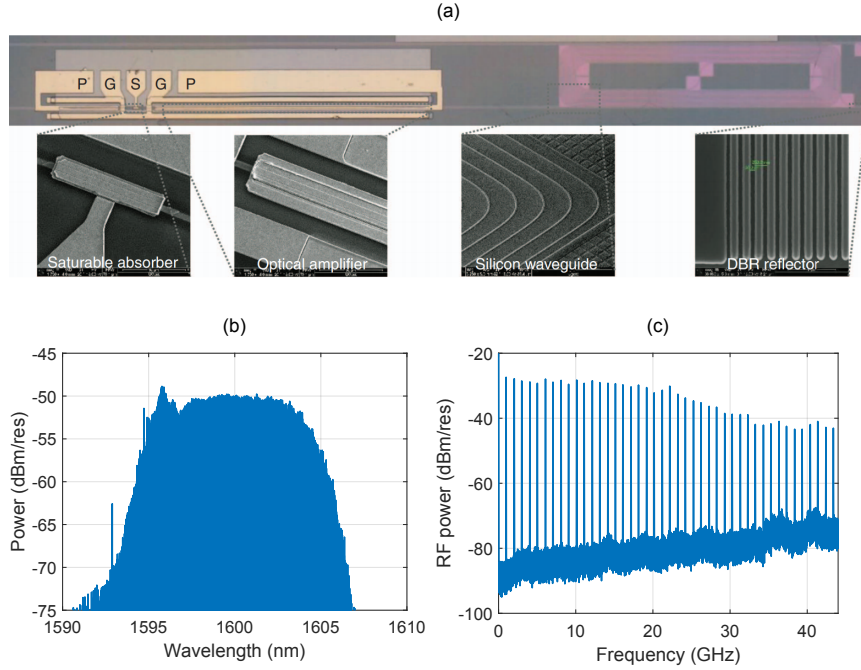 (a)
P G S G P
Saturable absorber
Optical amplifier
Silicon waveguide
DBR reflector
(b)
Power (dBm/res)
-45
-50
-55
-60
-65
-70
-75
1590 1595 1600 1605 1610
Wavelength (nm)
(c)
RF power (dBm/res)
-20
-40
-60
-80
-100
0 10 20 30 40
Frequency (GHz)